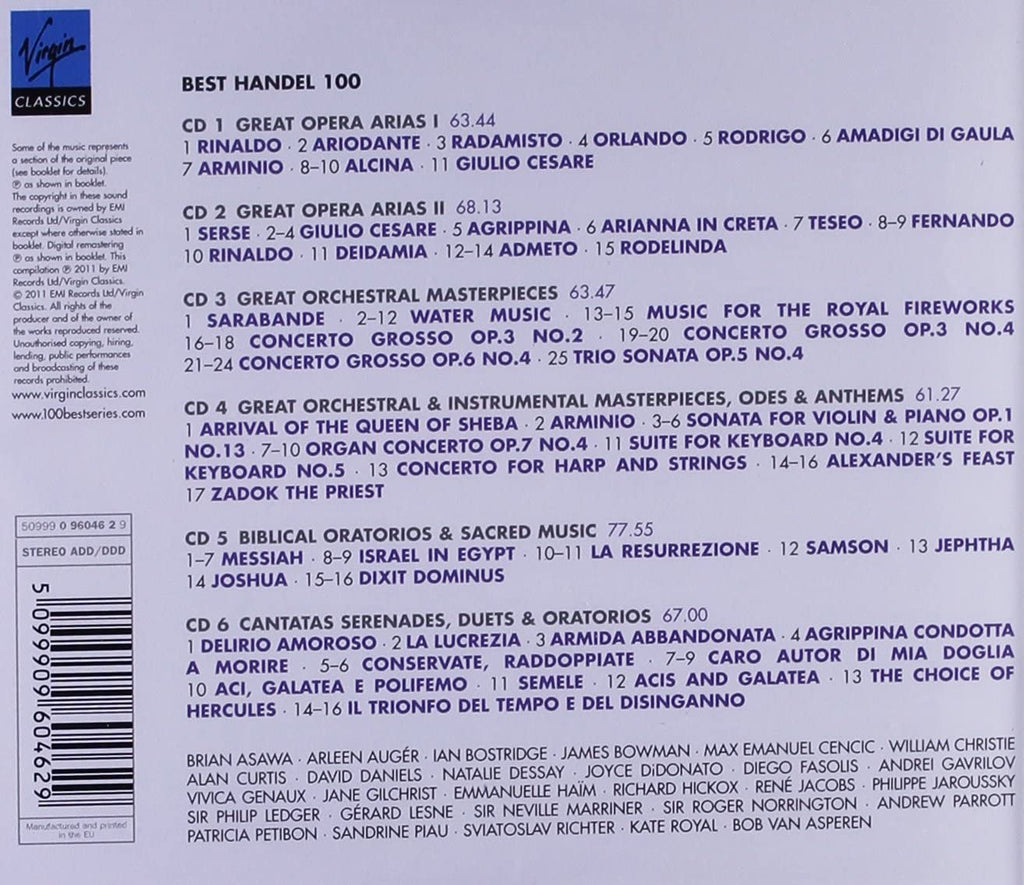 Virgin
CLASSICS
Some of the music represents
a section of the original piece
(see booklet for details).
℗ as shown in booklet.
The copyright in these sound
recordings is owned by EMI
Records Ltd/Virgin Classics
except where otherwise stated in
booklet. Digital remastering
℗ as shown in booklet. This
compilation ℗ 2011 by EMI
Records Ltd/Virgin Classics.
© 2011 EMI Records Ltd/Virgin
Classics. All rights of the
producer and of the owner of
the works reproduced reserved.
Unauthorised copying, hiring,
lending, public performances
and broadcasting of these
records prohibited.
www.virginclassics.com
www.100bestseries.com
50999 0 96046 2 9
STEREO ADD/DDD
5 099909 604629
Manufactured and printed
in the EU
BEST HANDEL 100
CD 1 GREAT OPERA ARIAS I 63.44
1 RINALDO · 2 ARIODANTE · 3 RADAMISTO · 4 ORLANDO · 5 RODRIGO · 6 AMADIGI DI GAULA
7 ARMINIO · 8–10 ALCINA · 11 GIULIO CESARE
CD 2 GREAT OPERA ARIAS II 68.13
1 SERSE · 2–4 GIULIO CESARE · 5 AGRIPPINA · 6 ARIANNA IN CRETA · 7 TESEO · 8–9 FERNANDO
10 RINALDO · 11 DEIDAMIA · 12–14 ADMETO · 15 RODELINDA
CD 3 GREAT ORCHESTRAL MASTERPIECES 63.47
1 SARABANDE · 2–12 WATER MUSIC · 13–15 MUSIC FOR THE ROYAL FIREWORKS
16–18 CONCERTO GROSSO OP.3 NO.2 · 19–20 CONCERTO GROSSO OP.3 NO.4
21–24 CONCERTO GROSSO OP.6 NO.4 · 25 TRIO SONATA OP.5 NO.4
CD 4 GREAT ORCHESTRAL & INSTRUMENTAL MASTERPIECES, ODES & ANTHEMS 61.27
1 ARRIVAL OF THE QUEEN OF SHEBA · 2 ARMINIO · 3–6 SONATA FOR VIOLIN & PIANO OP.1
NO.13 · 7–10 ORGAN CONCERTO OP.7 NO.4 · 11 SUITE FOR KEYBOARD NO.4 · 12 SUITE FOR
KEYBOARD NO.5 · 13 CONCERTO FOR HARP AND STRINGS · 14–16 ALEXANDER'S FEAST
17 ZADOK THE PRIEST
CD 5 BIBLICAL ORATORIOS & SACRED MUSIC 77.55
1–7 MESSIAH · 8–9 ISRAEL IN EGYPT · 10–11 LA RESURREZIONE · 12 SAMSON · 13 JEPHTHA
14 JOSHUA · 15–16 DIXIT DOMINUS
CD 6 CANTATAS SERENADES, DUETS & ORATORIOS 67.00
1 DELIRIO AMOROSO · 2 LA LUCREZIA · 3 ARMIDA ABBANDONATA · 4 AGRIPPINA CONDOTTA
A MORIRE · 5–6 CONSERVATE, RADDOPPIATE · 7–9 CARO AUTOR DI MIA DOGLIA
10 ACI, GALATEA E POLIFEMO · 11 SEMELE · 12 ACIS AND GALATEA · 13 THE CHOICE OF
HERCULES · 14–16 IL TRIONFO DEL TEMPO E DEL DISINGANNO
BRIAN ASAWA · ARLEEN AUGÉR · IAN BOSTRIDGE · JAMES BOWMAN · MAX EMANUEL CENCIC · WILLIAM CHRISTIE
ALAN CURTIS · DAVID DANIELS · NATALIE DESSAY · JOYCE DiDONATO · DIEGO FASOLIS · ANDREI GAVRILOV
VIVICA GENAUX · JANE GILCHRIST · EMMANUELLE HAÏM · RICHARD HICKOX · RENÉ JACOBS · PHILIPPE JAROUSSKY
SIR PHILIP LEDGER · GÉRARD LESNE · SIR NEVILLE MARRINER · SIR ROGER NORRINGTON · ANDREW PARROTT
PATRICIA PETIBON · SANDRINE PIAU · SVIATOSLAV RICHTER · KATE ROYAL · BOB VAN ASPEREN